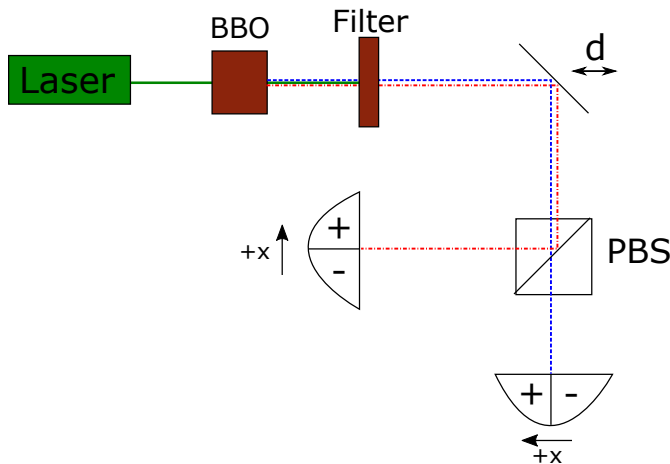 Laser
BBO
Filter
d
PBS
+x
+
-
+ -
+x